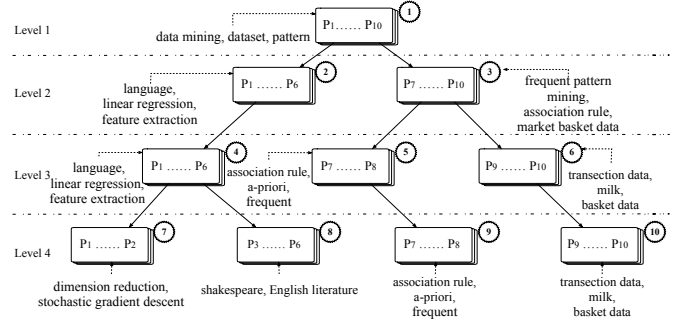 Level 1
P1...... P10
1
data mining, dataset, pattern
Level 2
P1 ...... P6
2
language,
linear regression,
feature extraction
P7 ...... P10
3
frequent pattern
mining,
association rule,
market basket data
Level 3
P1 ...... P6
4
language,
linear regression,
feature extraction
P7 ...... P8
5
association rule,
a-priori,
frequent
P9 ...... P10
6
transection data,
milk,
basket data
Level 4
P1 ...... P2
7
dimension reduction,
stochastic gradient descent
P3 ...... P6
8
shakespeare, English literature
P7 ...... P8
9
association rule,
a-priori,
frequent
P9 ...... P10
10
transection data,
milk,
basket data